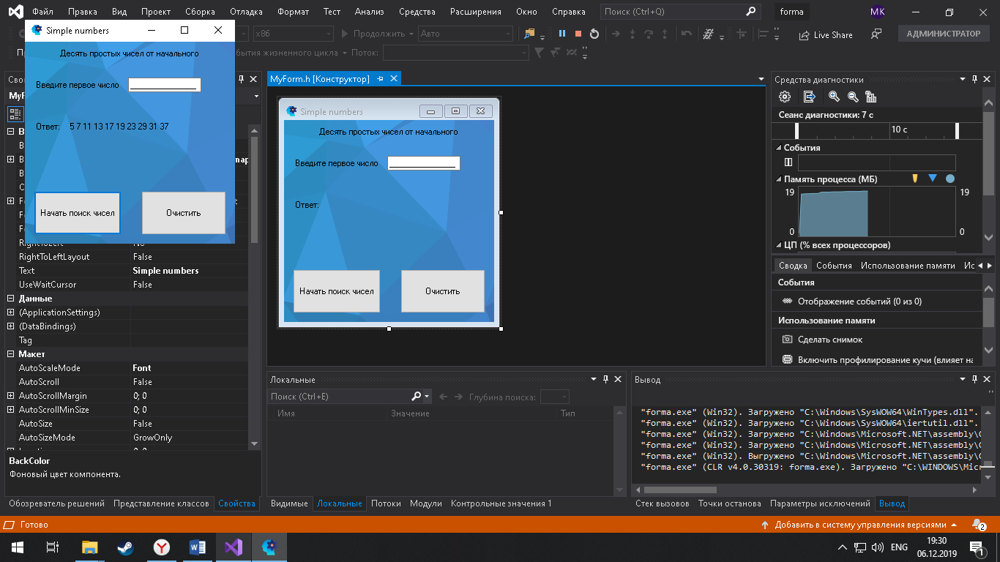 Файл Правка Вид Проект Сборка Отладка Формат Тест Анализ Средства Расширения Окно Справка Поиск (Ctrl+Q) forma MK
x86 Продолжить Авто Live Share АДМИНИСТРАТОР
бытия жизненного цикла Поток:
Simple numbers
Десять простых чисел от начального
Введите первое число
Ответ: 5 7 11 13 17 19 23 29 31 37
Начать поиск чисел Очистить
RightToLeft No
RightToLeftLayout False
Text Simple numbers
UseWaitCursor False
Данные
(ApplicationSettings)
(DataBindings)
Tag
Макет
AutoScaleMode Font
AutoScroll False
AutoScrollMargin 0; 0
AutoScrollMinSize 0; 0
AutoSize False
AutoSizeMode GrowOnly
BackColor
Фоновый цвет компонента.
Обозреватель решений Представление классов Свойства
MyForm.h [Конструктор]
Simple numbers
Десять простых чисел от начального
Введите первое число
Ответ:
Начать поиск чисел Очистить
Средства диагностики
Сеанс диагностики: 7 с
10 с
События
Память процесса (МБ)
19 19
0 0
ЦП (% всех процессоров)
Сводка События Использование памяти Ис
События
Отображение событий (0 из 0)
Использование памяти
Сделать снимок
Включить профилирование кучи (влияет на
Локальные
Поиск (Ctrl+E) Глубина поиска:
Имя Значение Тип
Видимые Локальные Потоки Модули Контрольные значения 1
Вывод
"forma.exe" (Win32). Загружено "C:\Windows\SysWOW64\WinTypes.dll".
"forma.exe" (Win32). Загружено "C:\Windows\SysWOW64\iertutil.dll".
"forma.exe" (Win32). Загружено "C:\Windows\Microsoft.NET\assembly\
"forma.exe" (Win32). Загружено "C:\Windows\Microsoft.NET\assembly\
"forma.exe" (Win32). Выгружено "C:\Windows\Microsoft.NET\assembly\
"forma.exe" (CLR v4.0.30319: forma.exe). Загружено "C:\WINDOWS\Micr
Стек вызовов Точки останова Параметры исключений Вывод
Готово Добавить в систему управления версиями 2
ENG 19:30
06.12.2019 1